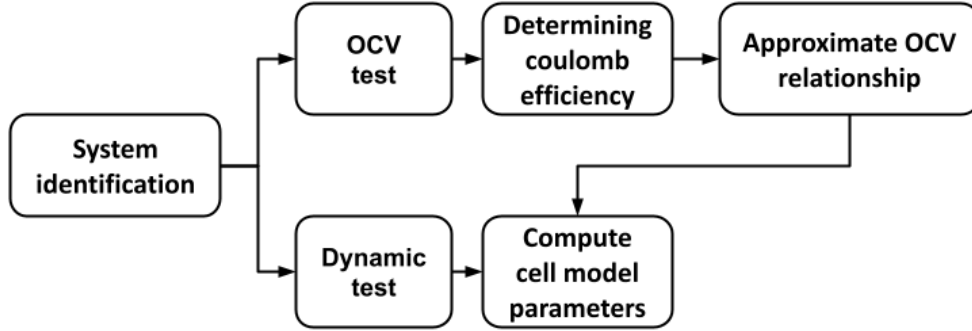 System
identification
OCV
test
Determining
coulomb
efficiency
Approximate OCV
relationship
Dynamic
test
Compute
cell model
parameters